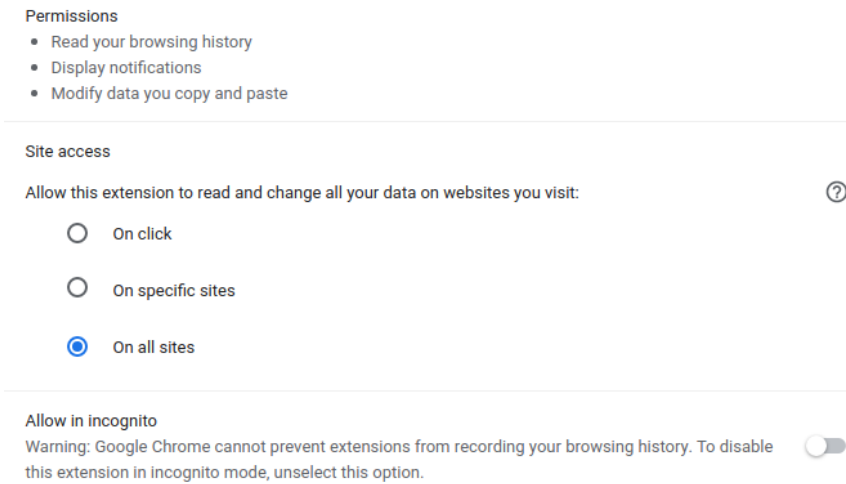 Permissions
• Read your browsing history
• Display notifications
• Modify data you copy and paste
Site access
Allow this extension to read and change all your data on websites you visit:
On click
On specific sites
On all sites
Allow in incognito
Warning: Google Chrome cannot prevent extensions from recording your browsing history. To disable
this extension in incognito mode, unselect this option.